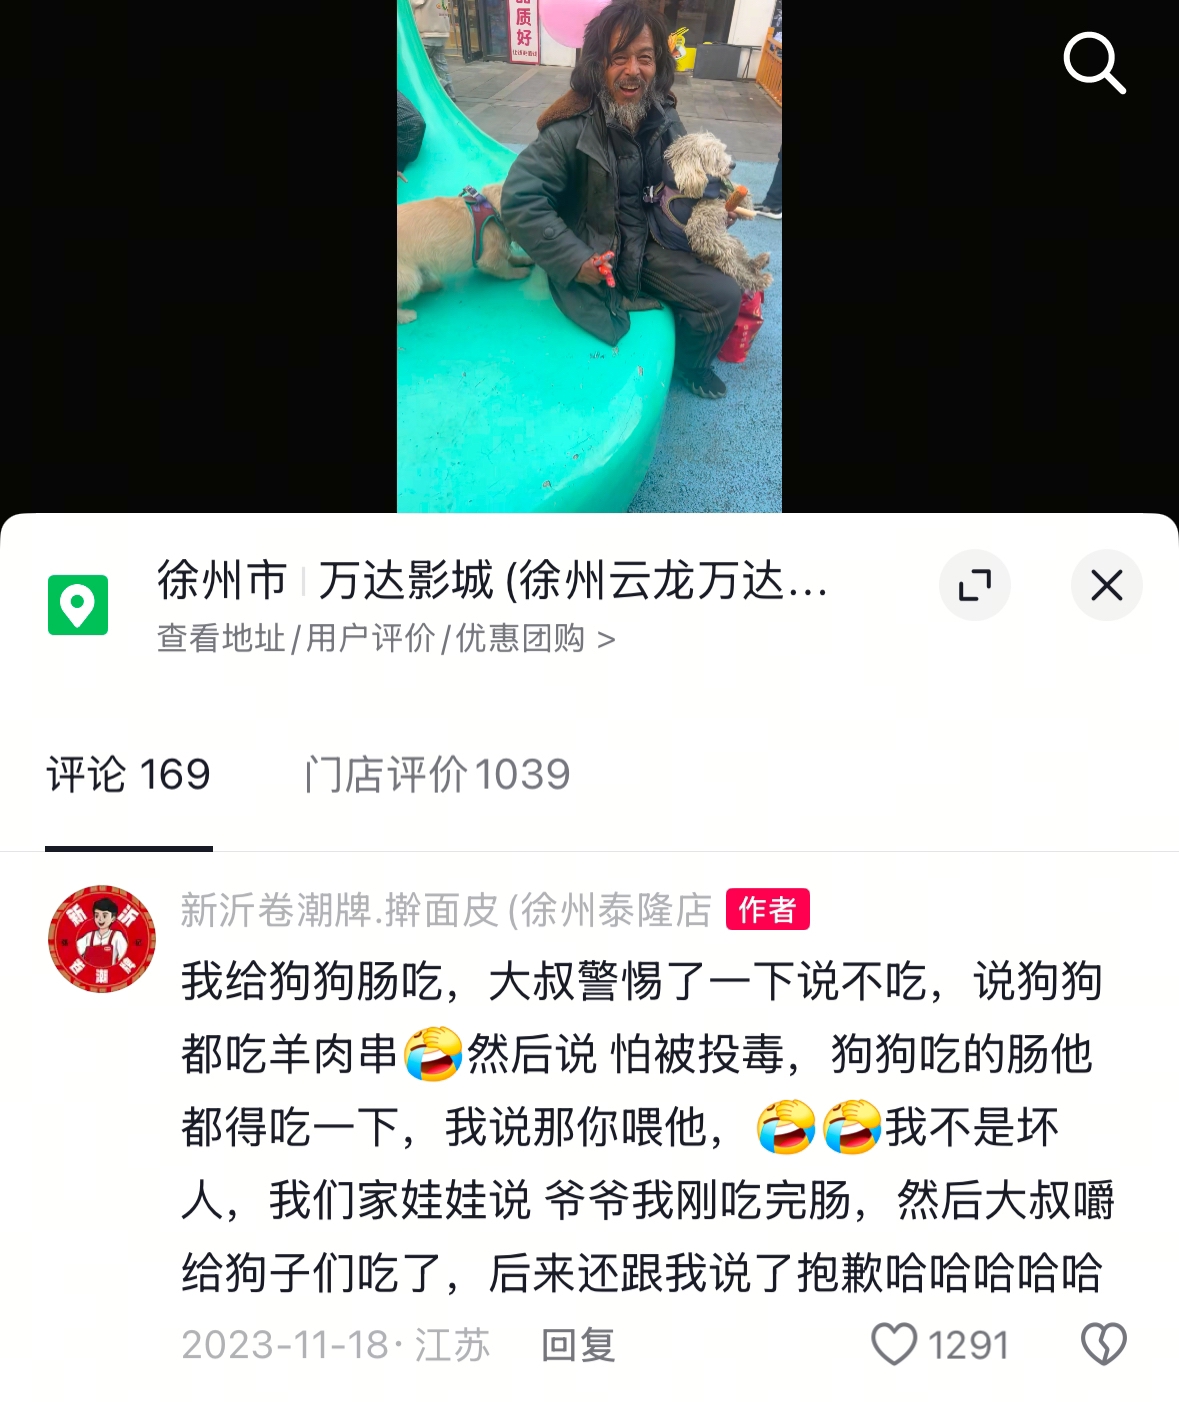 品质好
徐州市 | 万达影城 (徐州云龙万达...
查看地址/用户评价/优惠团购 >
评论 169
门店评价1039
新沂卷潮牌.擀面皮 (徐州泰隆店 作者
我给狗狗肠吃，大叔警惕了一下说不吃，说狗狗
都吃羊肉串🤣然后说 怕被投毒，狗狗吃的肠他
都得吃一下，我说那你喂他，🤣🤣我不是坏
人，我们家娃娃说 爷爷我刚吃完肠，然后大叔嚼
给狗子们吃了，后来还跟我说了抱歉哈哈哈哈哈
2023-11-18 · 江苏 回复 1291